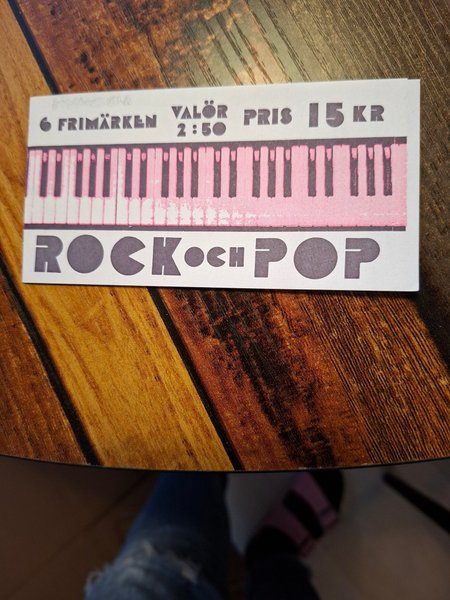 6 FRIMÄRKEN VALÖR 2:50 PRIS 15 KR
ROCK OCH POP